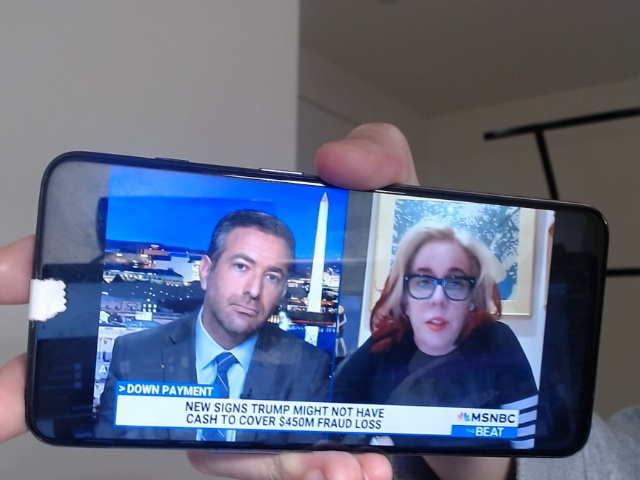 > DOWN PAYMENT
NEW SIGNS TRUMP MIGHT NOT HAVE
CASH TO COVER $450M FRAUD LOSS
MSNBC
THE BEAT